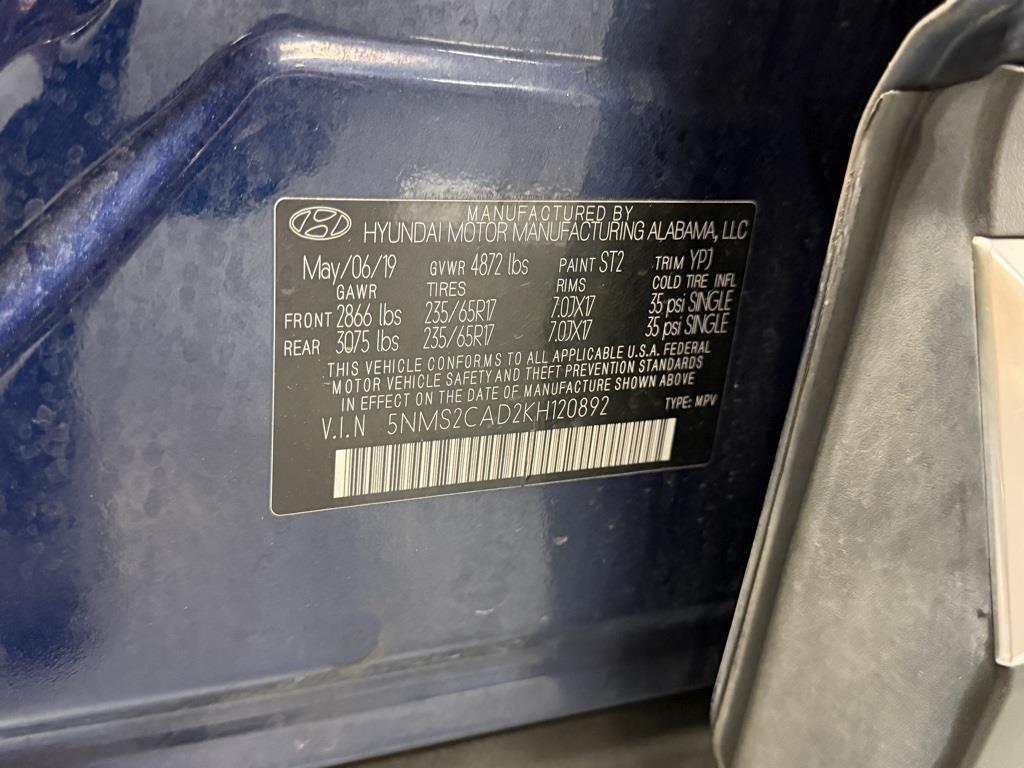 MANUFACTURED BY
HYUNDAI MOTOR MANUFACTURING ALABAMA, LLC
May/06/19 GVWR 4872 lbs PAINT ST2 TRIM YPJ
GAWR TIRES RIMS COLD TIRE INFL
FRONT 2866 lbs 235/65R17 7.0JX17 35 psi SINGLE
REAR 3075 lbs 235/65R17 7.0JX17 35 psi SINGLE
THIS VEHICLE CONFORMS TO ALL APPLICABLE U.S.A. FEDERAL
MOTOR VEHICLE SAFETY AND THEFT PREVENTION STANDARDS
IN EFFECT ON THE DATE OF MANUFACTURE SHOWN ABOVE
V.I.N 5NMS2CAD2KH120892 TYPE: MPV